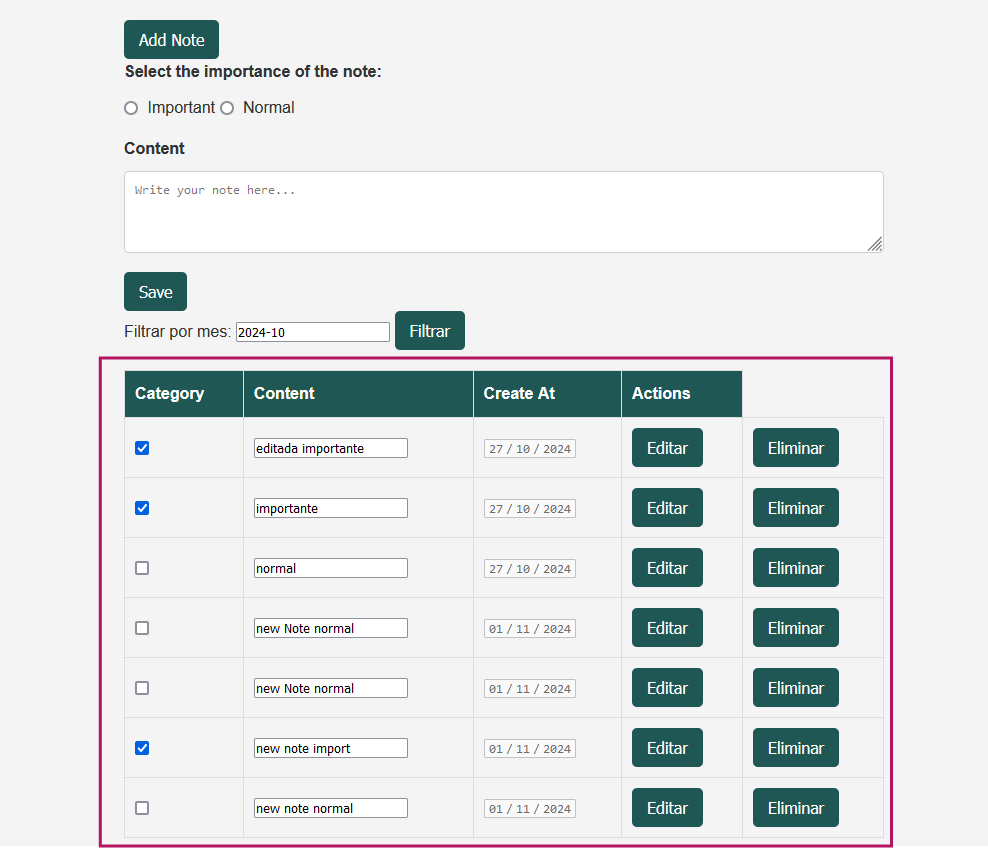 Add Note
Select the importance of the note:
Important Normal
Content
Write your note here...
Save
Filtrar por mes: 2024-10 Filtrar
Category Content Create At Actions
editada importante 27 / 10 / 2024 Editar Eliminar
importante 27 / 10 / 2024 Editar Eliminar
normal 27 / 10 / 2024 Editar Eliminar
new Note normal 01 / 11 / 2024 Editar Eliminar
new Note normal 01 / 11 / 2024 Editar Eliminar
new note import 01 / 11 / 2024 Editar Eliminar
new note normal 01 / 11 / 2024 Editar Eliminar